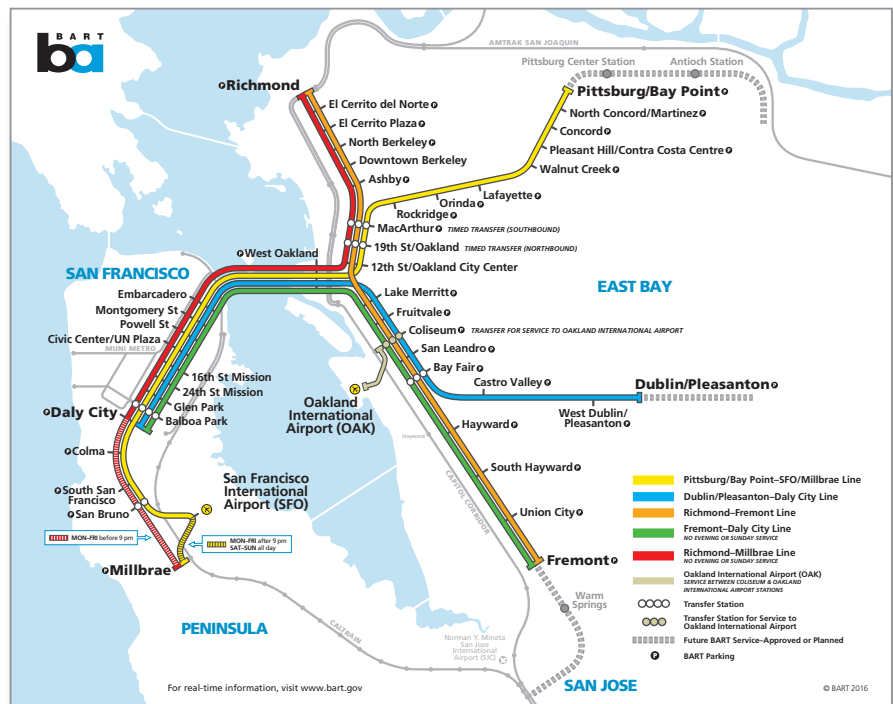 BART
ba
AMTRAK SAN JOAQUIN
Pittsburg Center Station
Antioch Station
Richmond
Pittsburg/Bay Point
El Cerrito del Norte
North Concord/Martinez
El Cerrito Plaza
Concord
North Berkeley
Pleasant Hill/Contra Costa Centre
Downtown Berkeley
Walnut Creek
Ashby
Lafayette
Orinda
Rockridge
MacArthur TIMED TRANSFER (SOUTHBOUND)
19th St/Oakland TIMED TRANSFER (NORTHBOUND)
West Oakland
12th St/Oakland City Center
SAN FRANCISCO
EAST BAY
Embarcadero
Lake Merritt
Montgomery St
Fruitvale
Powell St
Coliseum TRANSFER FOR SERVICE TO OAKLAND INTERNATIONAL AIRPORT
Civic Center/UN Plaza
MUNI METRO
San Leandro
Bay Fair
16th St Mission
Castro Valley
Dublin/Pleasanton
24th St Mission
Oakland
International
Airport (OAK)
Glen Park
Daly City
Balboa Park
West Dublin/
Pleasanton
Hayward
Hayward
Colma
South Hayward
CAPITOL CORRIDOR
San Francisco
International
Airport (SFO)
South San
Francisco
San Bruno
Union City
MON–FRI before 9 pm
MON–FRI after 9 pm
SAT–SUN all day
Millbrae
Fremont
Warm
Springs
PENINSULA
CALTRAIN
Norman Y. Mineta
San Jose
International
Airport (SJC)
SAN JOSE
Pittsburg/Bay Point–SFO/Millbrae Line
Dublin/Pleasanton–Daly City Line
Richmond–Fremont Line
Fremont–Daly City Line
NO EVENING OR SUNDAY SERVICE
Richmond–Millbrae Line
NO EVENING OR SUNDAY SERVICE
Oakland International Airport (OAK)
SERVICE BETWEEN COLISEUM & OAKLAND
INTERNATIONAL AIRPORT STATIONS
Transfer Station
Transfer Station for Service to
Oakland International Airport
Future BART Service–Approved or Planned
P BART Parking
For real-time information, visit www.bart.gov
© BART 2016